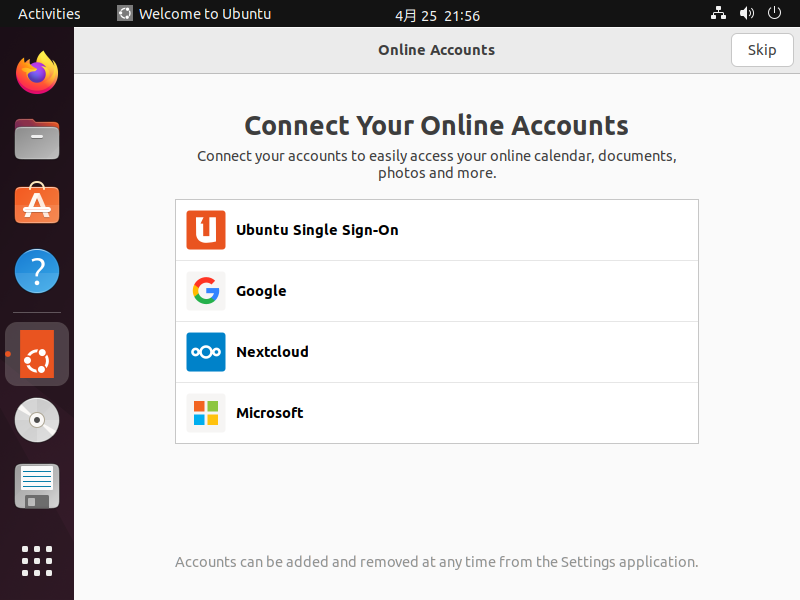 Activities
Welcome to Ubuntu
4月 25 21:56
Online Accounts
Skip
Connect Your Online Accounts
Connect your accounts to easily access your online calendar, documents,
photos and more.
Ubuntu Single Sign-On
Google
Nextcloud
Microsoft
Accounts can be added and removed at any time from the Settings application.